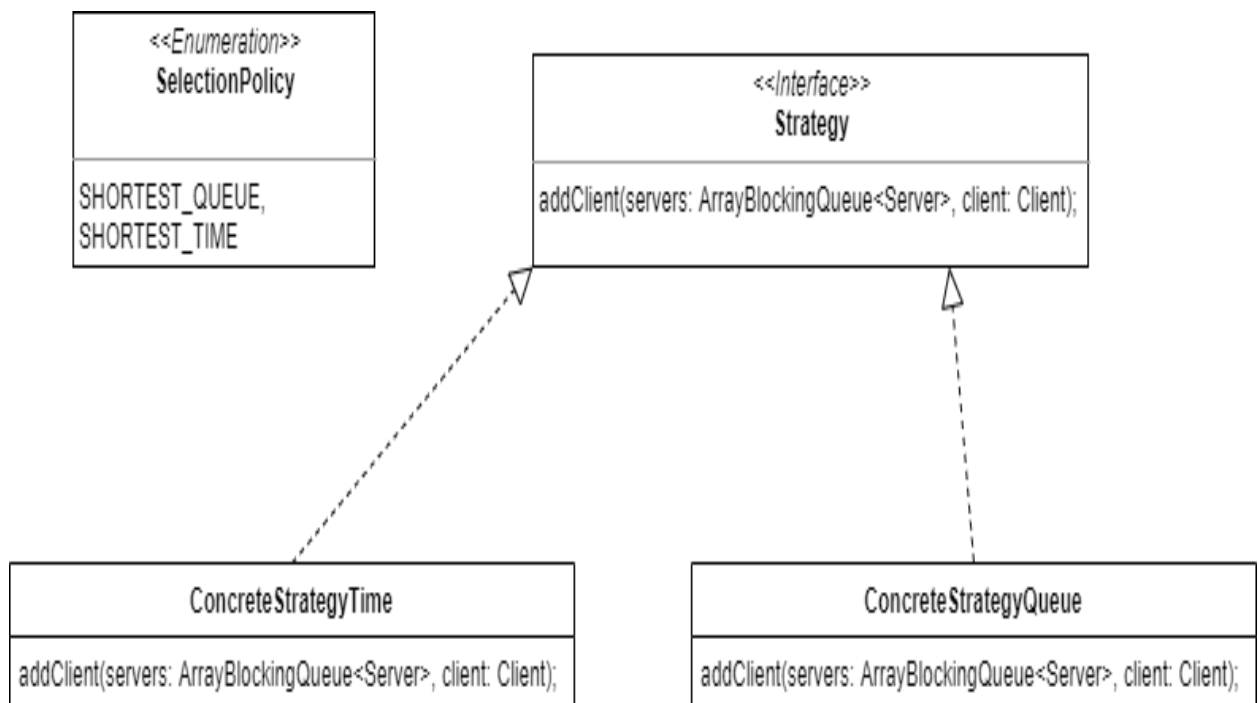 <<Enumeration>>
SelectionPolicy
SHORTEST_QUEUE,
SHORTEST_TIME
<<Interface>>
Strategy
addClient(servers: ArrayBlockingQueue<Server>, client: Client);
ConcreteStrategyTime
addClient(servers: ArrayBlockingQueue<Server>, client: Client);
ConcreteStrategyQueue
addClient(servers: ArrayBlockingQueue<Server>, client: Client);